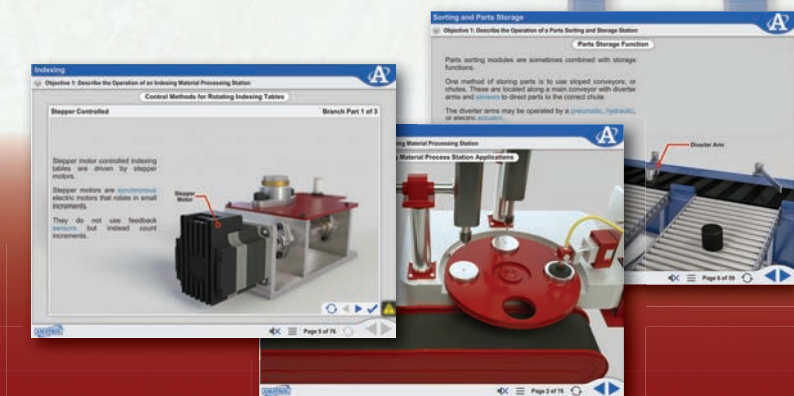 Indexing
Objective 1: Describe the Operation of an Indexing Material Processing Station
Control Methods for Rotating Indexing Tables
Stepper Controlled
Branch Part 1 of 3
Stepper motor controlled indexing
tables are driven by stepper
motors.
Stepper motors are synchronous
electric motors that rotate in small
increments.
They do not use feedback
sensors but instead count
increments.
Stepper
Motor
Page 5 of 76
AMATROL
Material Processing Station
Material Process Station Applications
Page 2 of 76
AMATROL
Sorting and Parts Storage
Objective 1: Describe the Operation of a Parts Sorting and Storage Station
Parts Storage Function
Parts sorting modules are sometimes combined with storage
functions.
One method of storing parts is to use sloped conveyors, or
chutes. These are located along a main conveyor with diverter
arms and sensors to direct parts to the correct chute.
The diverter arms may be operated by a pneumatic, hydraulic,
or electric actuator.
Diverter Arm